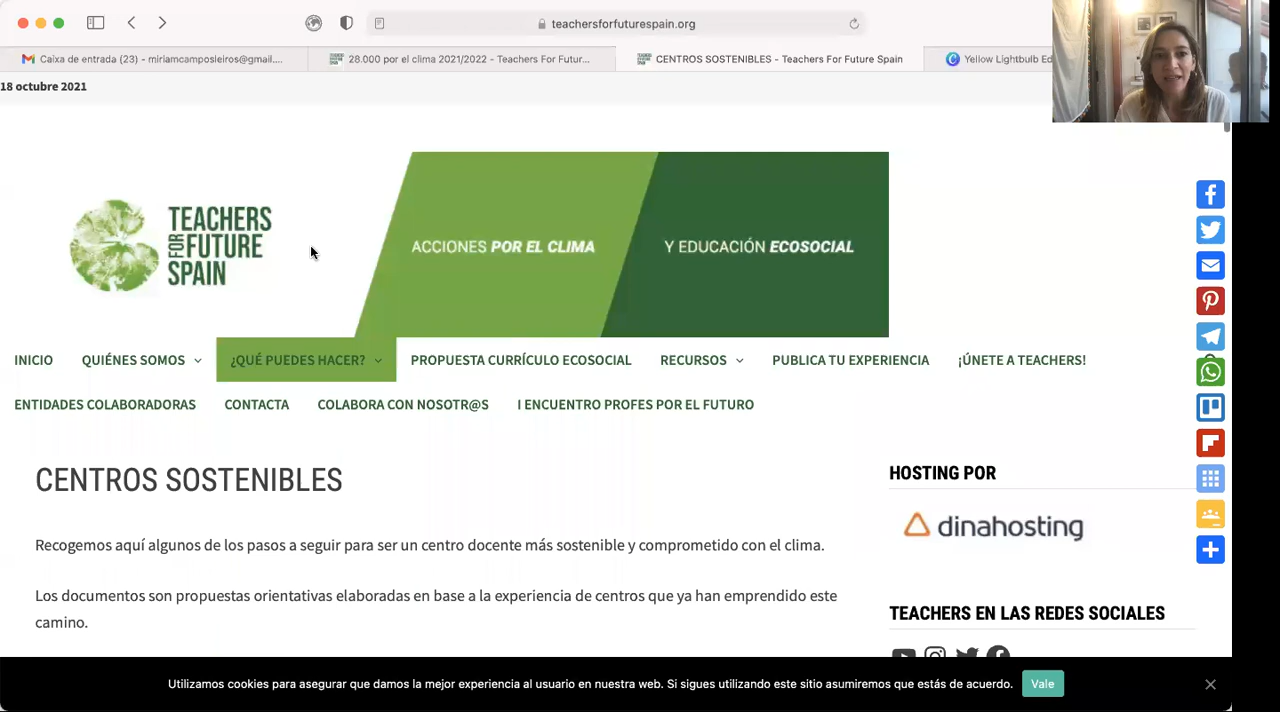 teachersforfuturespain.org
Caixa de entrada (23) - miriamcamposleiros@gmail....
28.000 por el clima 2021/2022 - Teachers For Futur...
CENTROS SOSTENIBLES - Teachers For Future Spain
Yellow Lightbulb Ed
18 octubre 2021
TEACHERS
FOR FUTURE
SPAIN
ACCIONES POR EL CLIMA
Y EDUCACIÓN ECOSOCIAL
INICIO
QUIÉNES SOMOS
¿QUÉ PUEDES HACER?
PROPUESTA CURRÍCULO ECOSOCIAL
RECURSOS
PUBLICA TU EXPERIENCIA
¡ÚNETE A TEACHERS!
ENTIDADES COLABORADORAS
CONTACTA
COLABORA CON NOSOTR@S
I ENCUENTRO PROFES POR EL FUTURO
CENTROS SOSTENIBLES
Recogemos aquí algunos de los pasos a seguir para ser un centro docente más sostenible y comprometido con el clima.
Los documentos son propuestas orientativas elaboradas en base a la experiencia de centros que ya han emprendido este
camino.
HOSTING POR
dinahosting
TEACHERS EN LAS REDES SOCIALES
Utilizamos cookies para asegurar que damos la mejor experiencia al usuario en nuestra web. Si sigues utilizando este sitio asumiremos que estás de acuerdo.
Vale